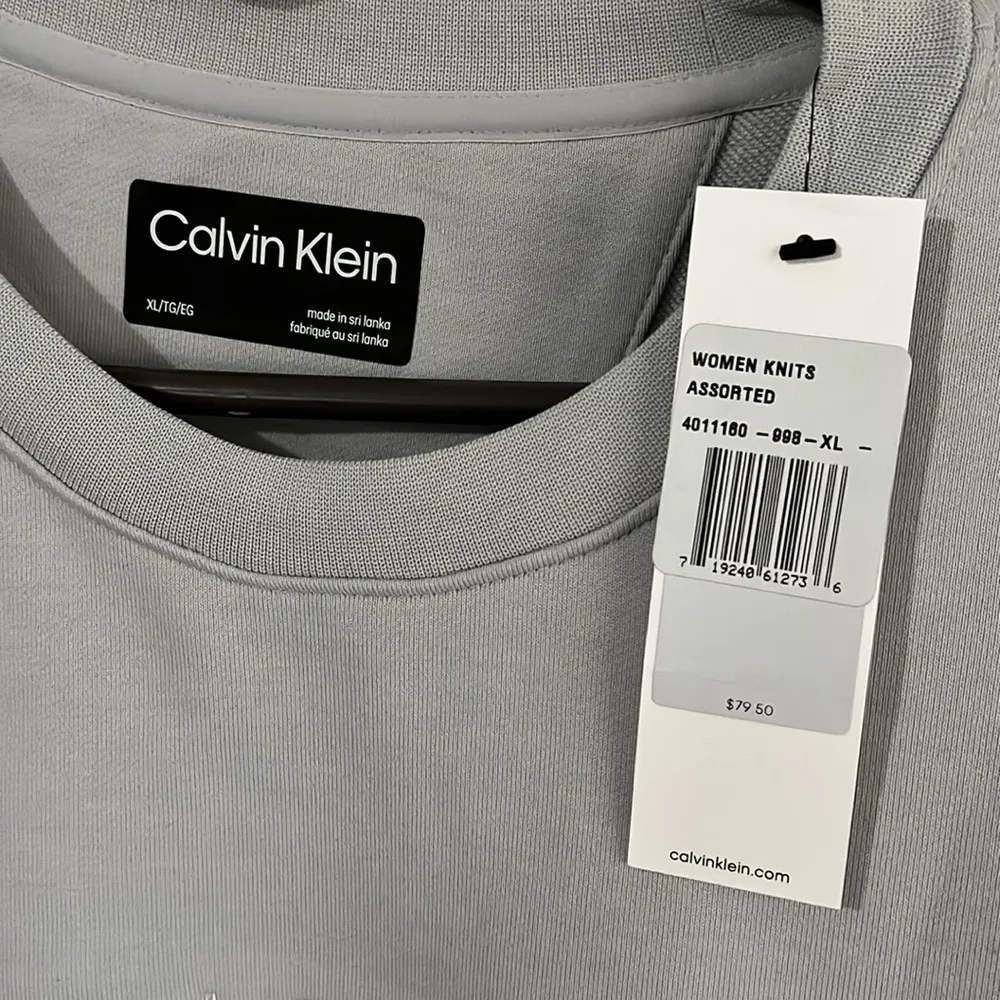 Calvin Klein
XL/TG/EG
made in sri lanka
fabriqué au sri lanka
WOMEN KNITS
ASSORTED
4011160 -998-XL -
7 19240 61273 6
$79 50
calvinklein.com